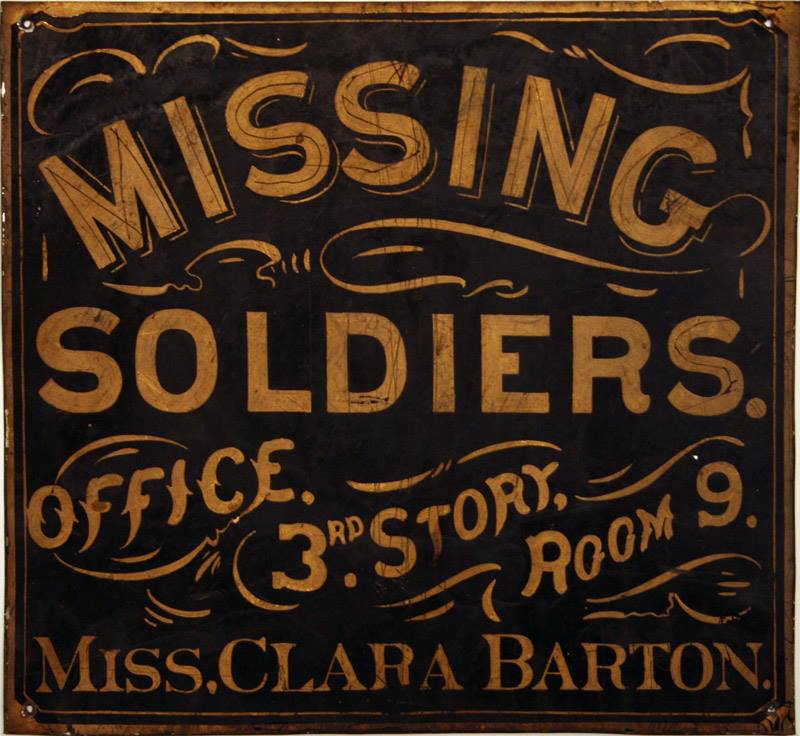 MISSING
SOLDIERS.
OFFICE.
3RD. STORY,
ROOM 9.
MISS. CLARA BARTON.